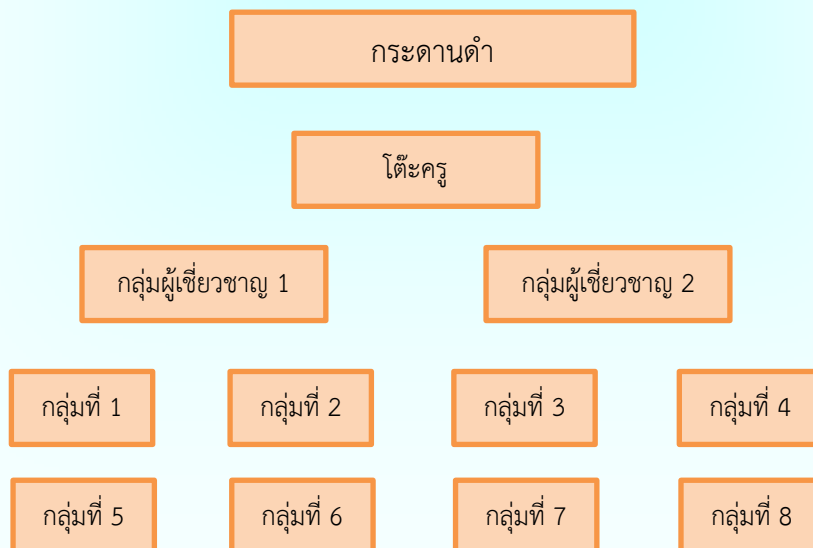 กระดานดำ
โต๊ะครู
กลุ่มผู้เชี่ยวชาญ 1
กลุ่มผู้เชี่ยวชาญ 2
กลุ่มที่ 1
กลุ่มที่ 2
กลุ่มที่ 3
กลุ่มที่ 4
กลุ่มที่ 5
กลุ่มที่ 6
กลุ่มที่ 7
กลุ่มที่ 8